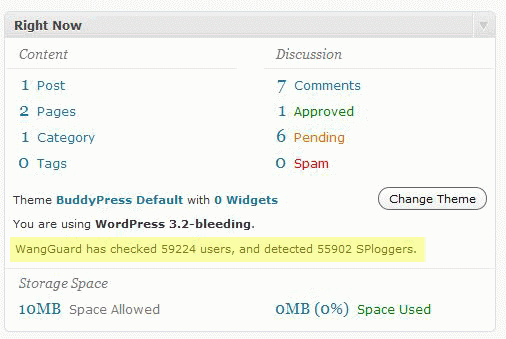 Right Now
Content
Discussion
1 Post
7 Comments
2 Pages
1 Approved
1 Category
6 Pending
0 Tags
0 Spam
Theme BuddyPress Default with 0 Widgets
Change Theme
You are using WordPress 3.2-bleeding.
WangGuard has checked 59224 users, and detected 55902 SPloggers.
Storage Space
10MB Space Allowed
0MB (0%) Space Used